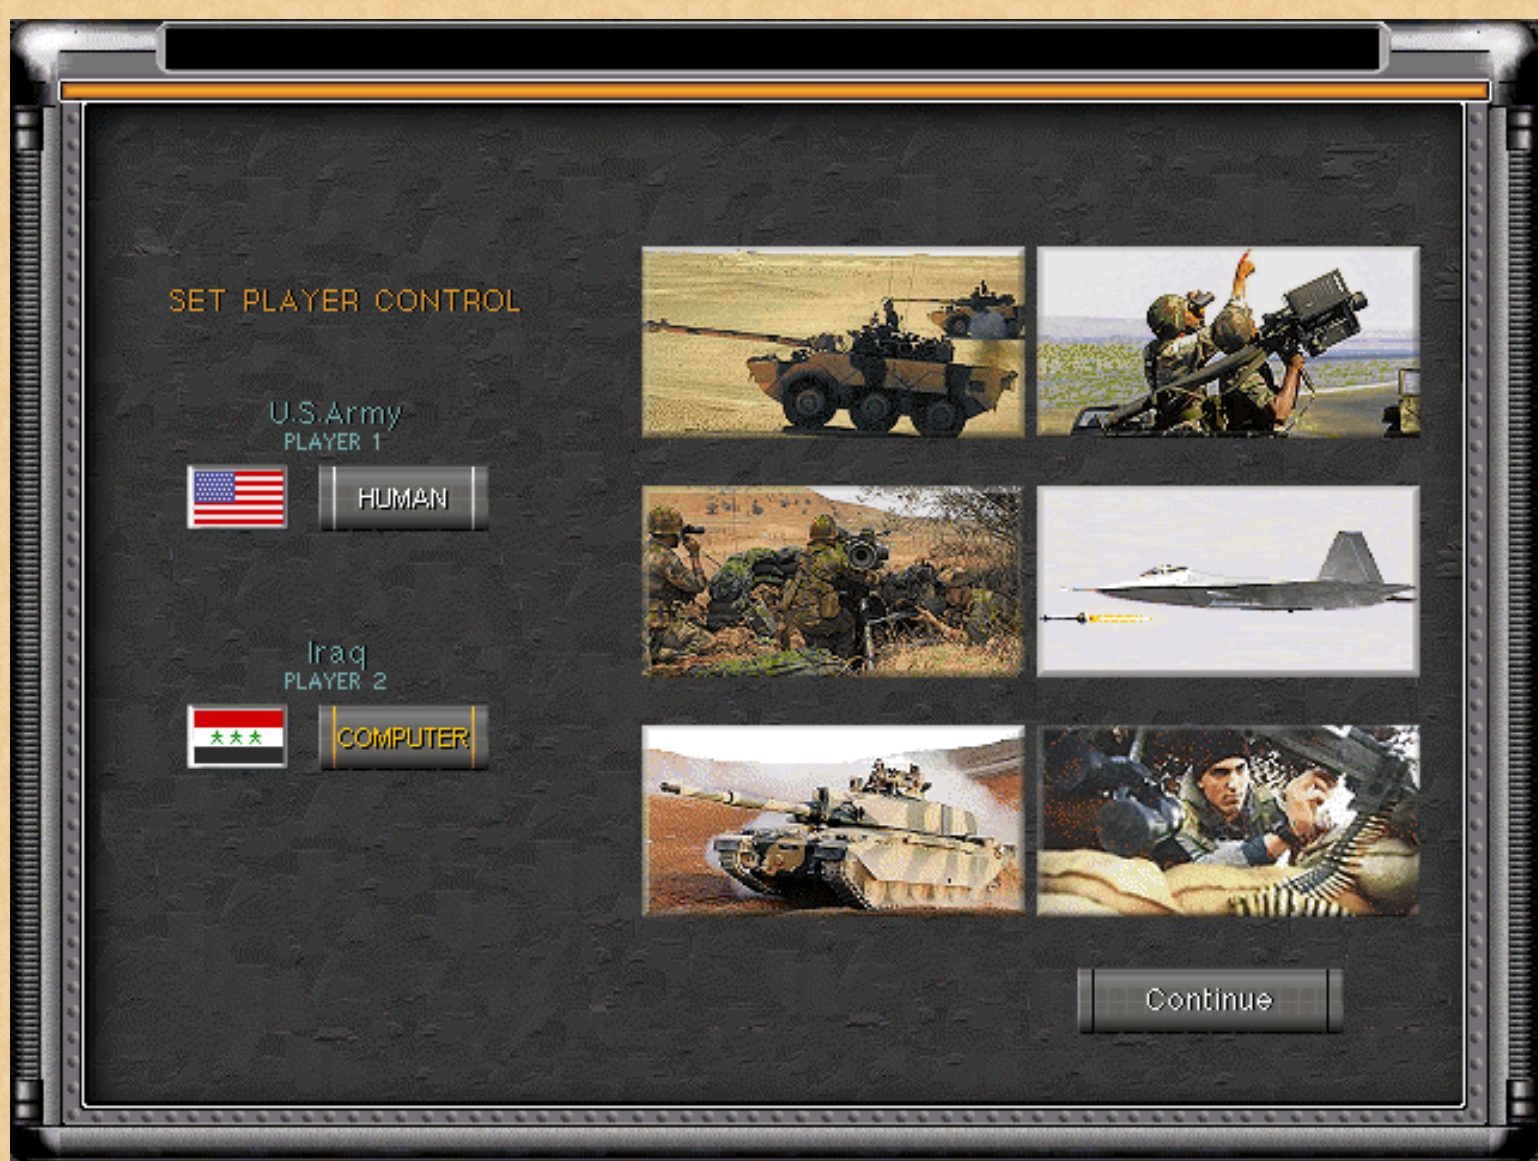 SET PLAYER CONTROL
U.S.Army
PLAYER 1
HUMAN
Iraq
PLAYER 2
COMPUTER
Continue